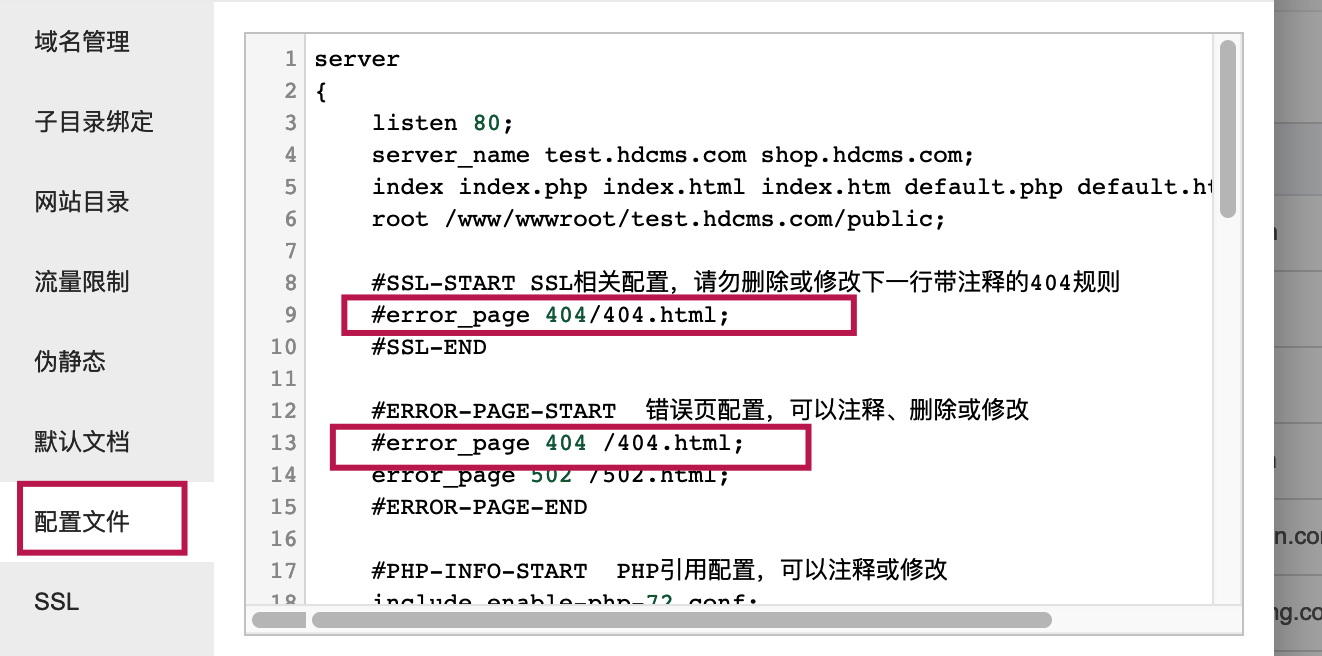 域名管理
子目录绑定
网站目录
流量限制
伪静态
默认文档
配置文件
SSL
1 server
2 {
3 listen 80;
4 server_name test.hdcms.com shop.hdcms.com;
5 index index.php index.html index.htm default.php default.ht
6 root /www/wwwroot/test.hdcms.com/public;
7
8 #SSL-START SSL相关配置，请勿删除或修改下一行带注释的404规则
9 #error_page 404/404.html;
10 #SSL-END
11
12 #ERROR-PAGE-START 错误页配置，可以注释、删除或修改
13 #error_page 404 /404.html;
14 error_page 502 /502.html;
15 #ERROR-PAGE-END
16
17 #PHP-INFO-START PHP引用配置，可以注释或修改
18 include enable-php-72.conf;
n.co
ng.co